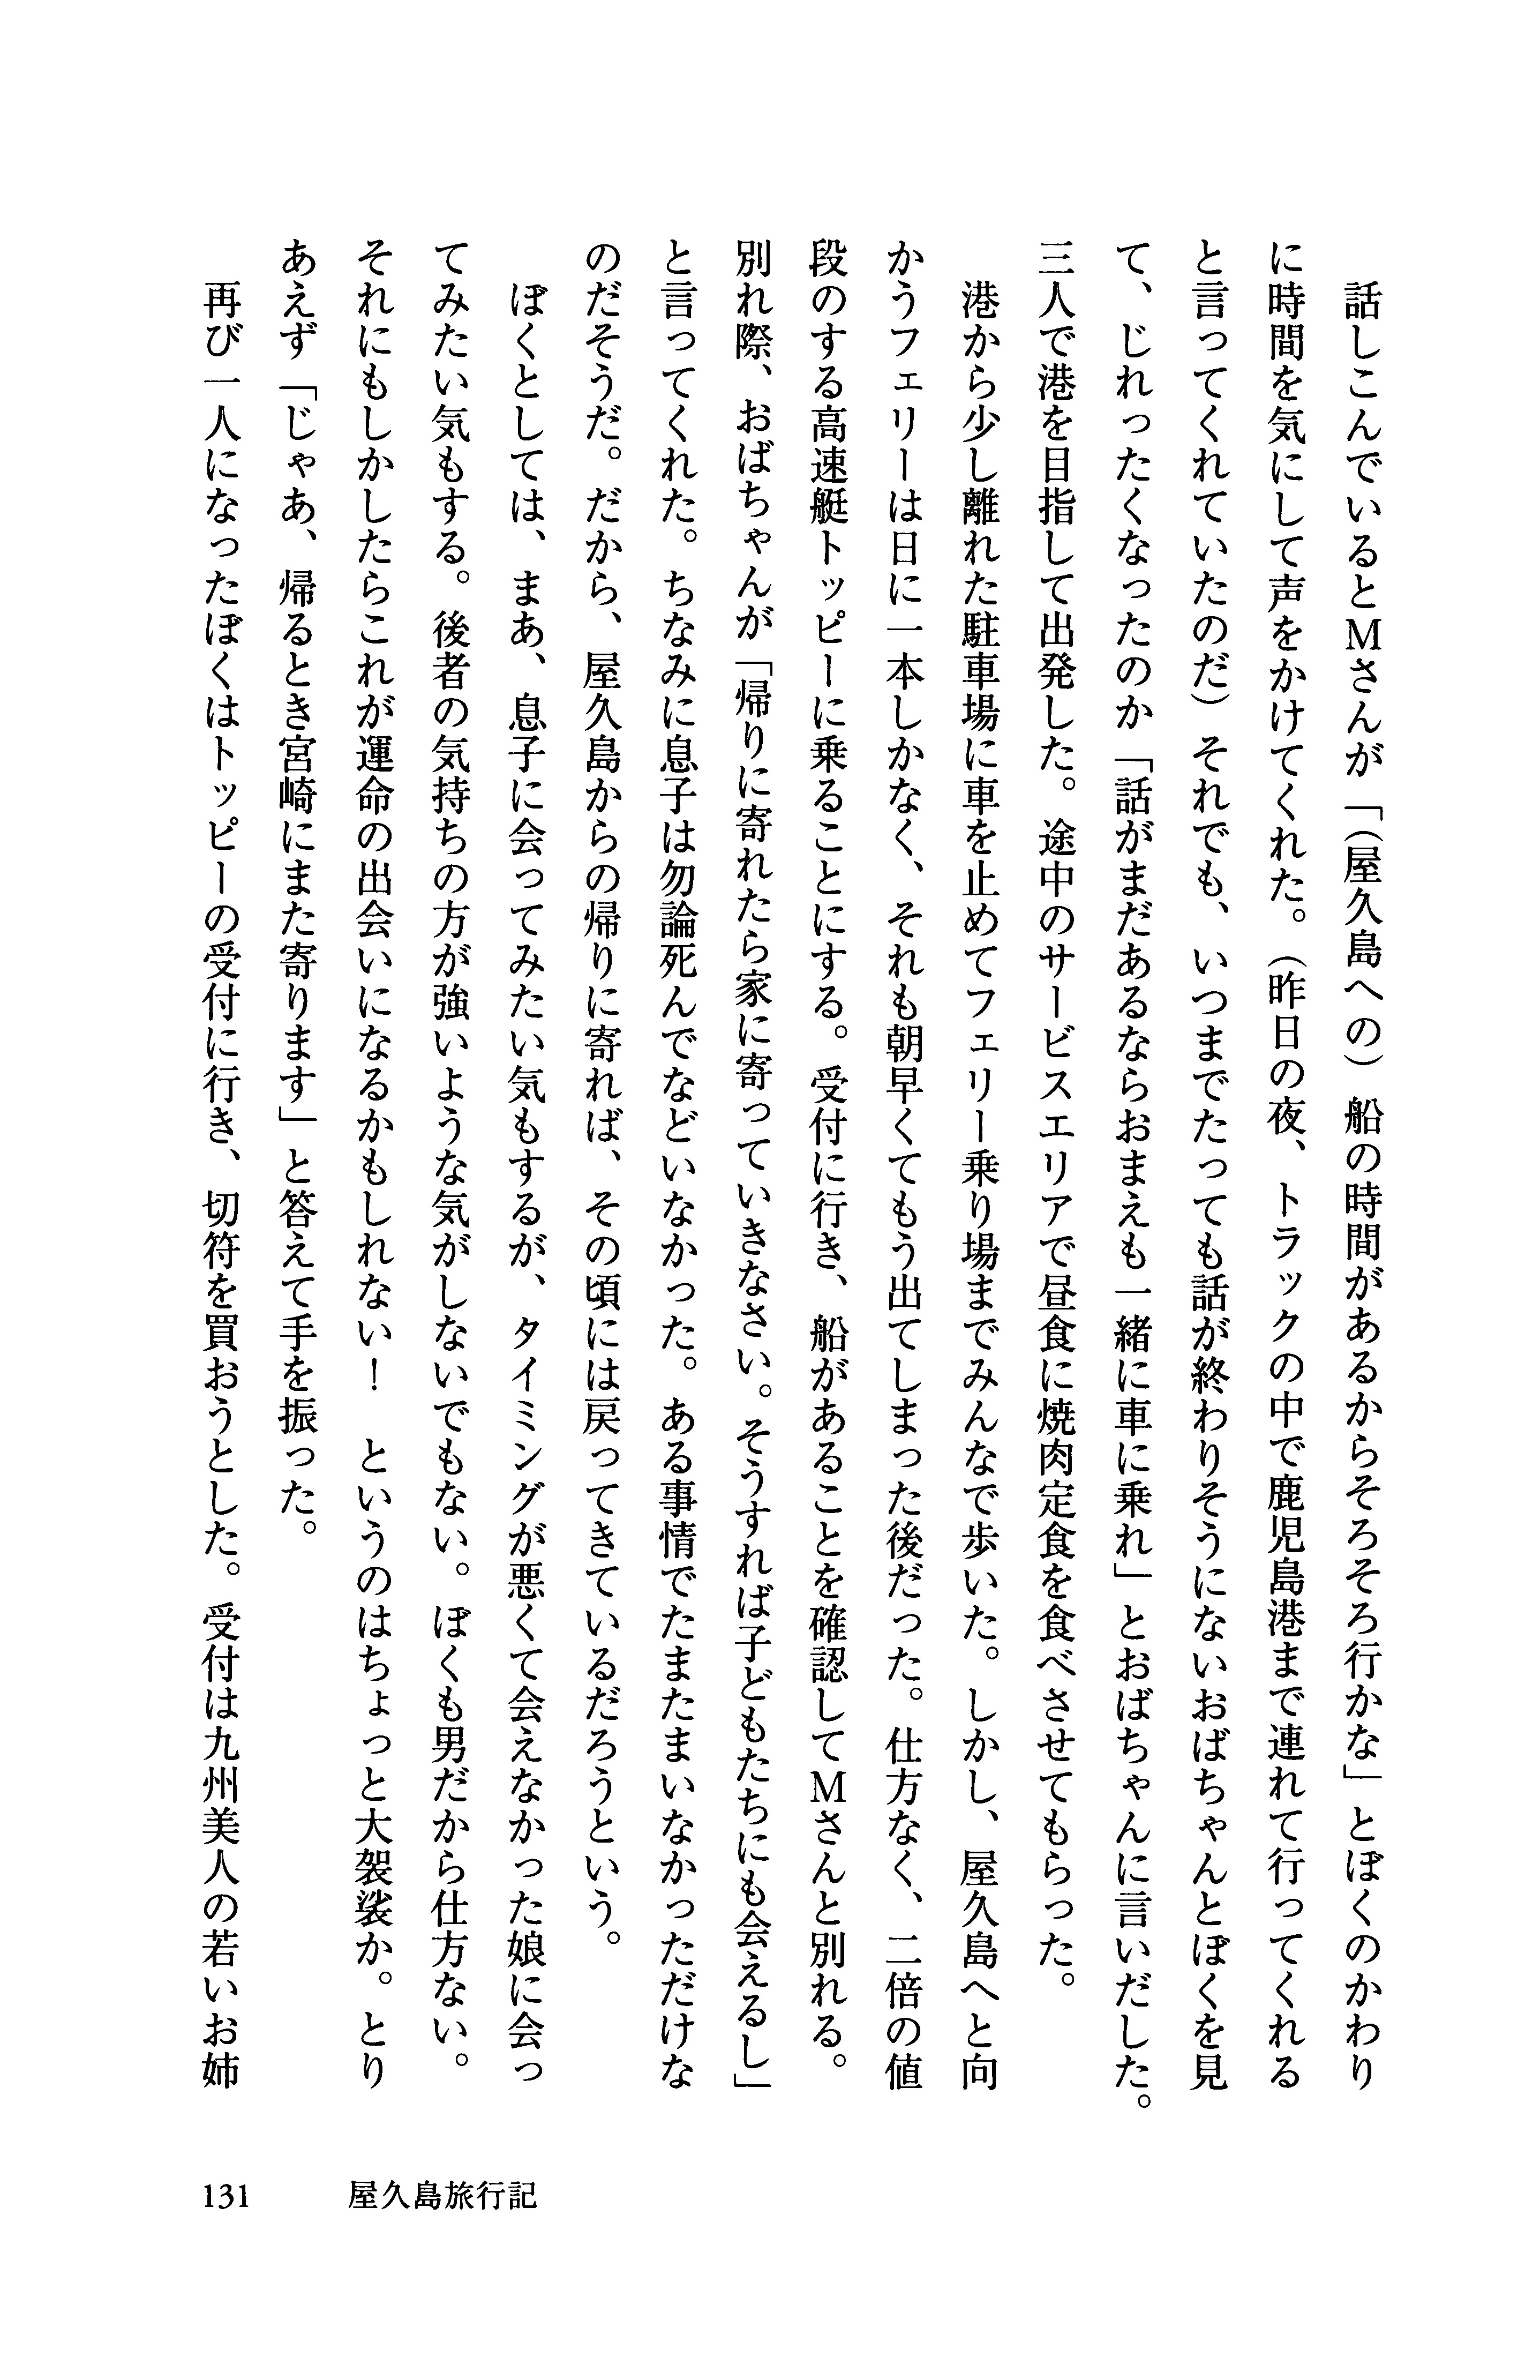 話しこんでいるとＭさんが「（屋久島への）船の時間があるからそろそろ行かな」とぼくのかわり
に時間を気にして声をかけてくれた。（昨日の夜、トラックの中で鹿児島港まで連れて行ってくれる
と言ってくれていたのだ）それでも、いつまでたっても話が終わりそうにないおばちゃんとぼくを見
て、じれったくなったのか「話がまだあるならおまえも一緒に車に乗れ」とおばちゃんに言いだした。
三人で港を目指して出発した。途中のサービスエリアで昼食に焼肉定食を食べさせてもらった。
　港から少し離れた駐車場に車を止めてフェリー乗り場までみんなで歩いた。しかし、屋久島へと向
かうフェリーは日に一本しかなく、それも朝早くてもう出てしまった後だった。仕方なく、二倍の値
段のする高速艇トッピーに乗ることにする。受付に行き、船があることを確認してＭさんと別れる。
別れ際、おばちゃんが「帰りに寄れたら家に寄っていきなさい。そうすれば子どもたちにも会えるし」
と言ってくれた。ちなみに息子は勿論死んでなどいなかった。ある事情でたまたまいなかっただけな
のだそうだ。だから、屋久島からの帰りに寄れば、その頃には戻ってきているだろうという。
　ぼくとしては、まあ、息子に会ってみたい気もするが、タイミングが悪くて会えなかった娘に会っ
てみたい気もする。後者の気持ちの方が強いような気がしないでもない。ぼくも男だから仕方ない。
それにもしかしたらこれが運命の出会いになるかもしれない！　というのはちょっと大袈裟か。とり
あえず「じゃあ、帰るとき宮崎にまた寄ります」と答えて手を振った。
　再び一人になったぼくはトッピーの受付に行き、切符を買おうとした。受付は九州美人の若いお姉
131　屋久島旅行記